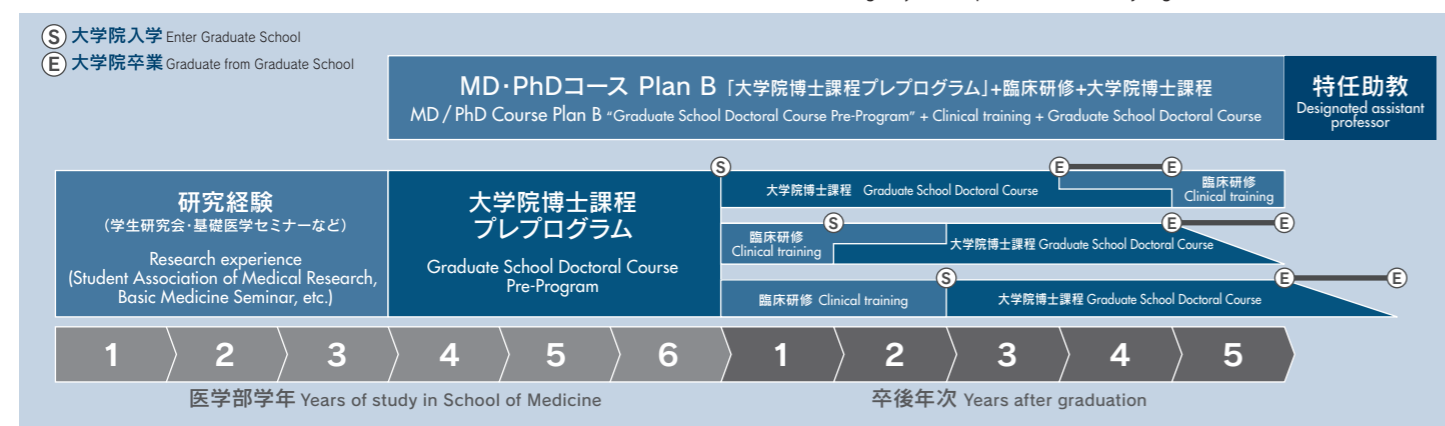 Ⓢ 大学院入学 Enter Graduate School
Ⓔ 大学院卒業 Graduate from Graduate School
MD・PhDコース Plan B 「大学院博士課程プレプログラム」+臨床研修+大学院博士課程
MD / PhD Course Plan B “Graduate School Doctoral Course Pre-Program” + Clinical training + Graduate School Doctoral Course
特任助教
Designated assistant
professor
研究経験
（学生研究会・基礎医学セミナーなど）
Research experience
(Student Association of Medical Research,
Basic Medicine Seminar, etc.)
大学院博士課程
プレプログラム
Graduate School Doctoral Course
Pre-Program
Ⓢ
Ⓔ
Ⓔ
大学院博士課程 Graduate School Doctoral Course
臨床研修
Clinical training
Ⓢ
Ⓔ
Ⓔ
臨床研修
Clinical training
大学院博士課程 Graduate School Doctoral Course
Ⓢ
Ⓔ
Ⓔ
臨床研修 Clinical training
大学院博士課程 Graduate School Doctoral Course
1 2 3 4 5 6 1 2 3 4 5
医学部学年 Years of study in School of Medicine
卒後年次 Years after graduation